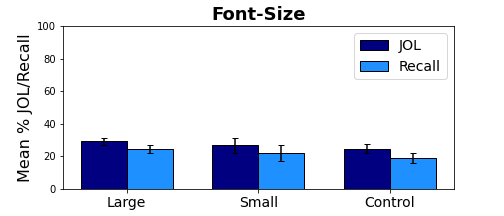 Font-Size
Mean % JOL/Recall
100
80
60
40
20
0
JOL
Recall
Large
Small
Control